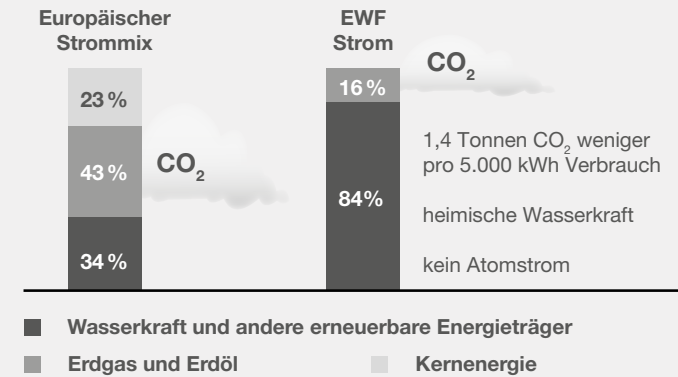 Europäischer
Strommix
23 %
43 %
CO₂
34 %
EWF
Strom
CO₂
16 %
84%
1,4 Tonnen CO₂ weniger
pro 5.000 kWh Verbrauch
heimische Wasserkraft
kein Atomstrom
Wasserkraft und andere erneuerbare Energieträger
Erdgas und Erdöl
Kernenergie